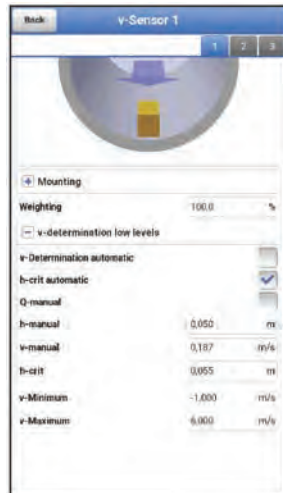 Back v-Sensor 1
1 2 3
+ Mounting
Weighting 100,0 %
− v-determination low levels
v-Determination automatic
h-crit automatic
Q-manual
h-manual 0,050 m
v-manual 0,187 m/s
h-crit 0,055 m
v-Minimum -1,000 m/s
v-Maximum 6,000 m/s